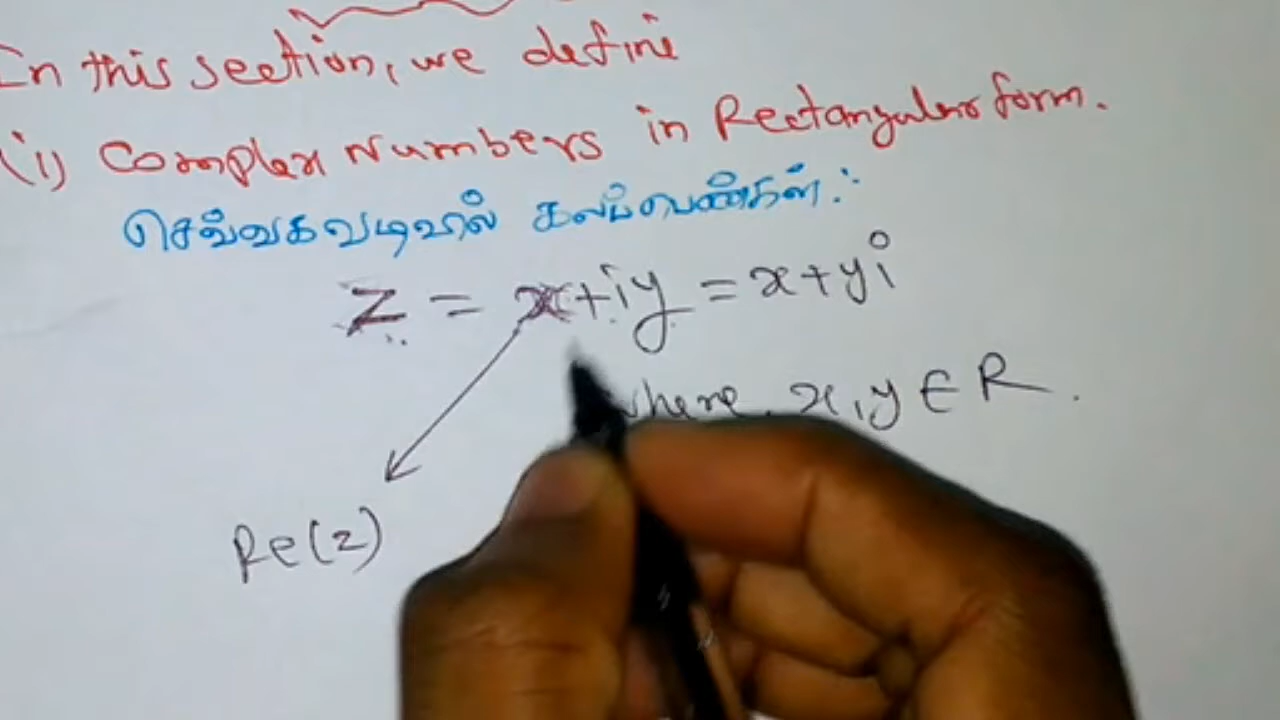 In this section, we define
(i) Complex Numbers in Rectangular form.
செவ்வக வடிவில் கலப்பெண்கள் :
z = x+iy = x+yi
where x, y ∈ R.
Re(z)